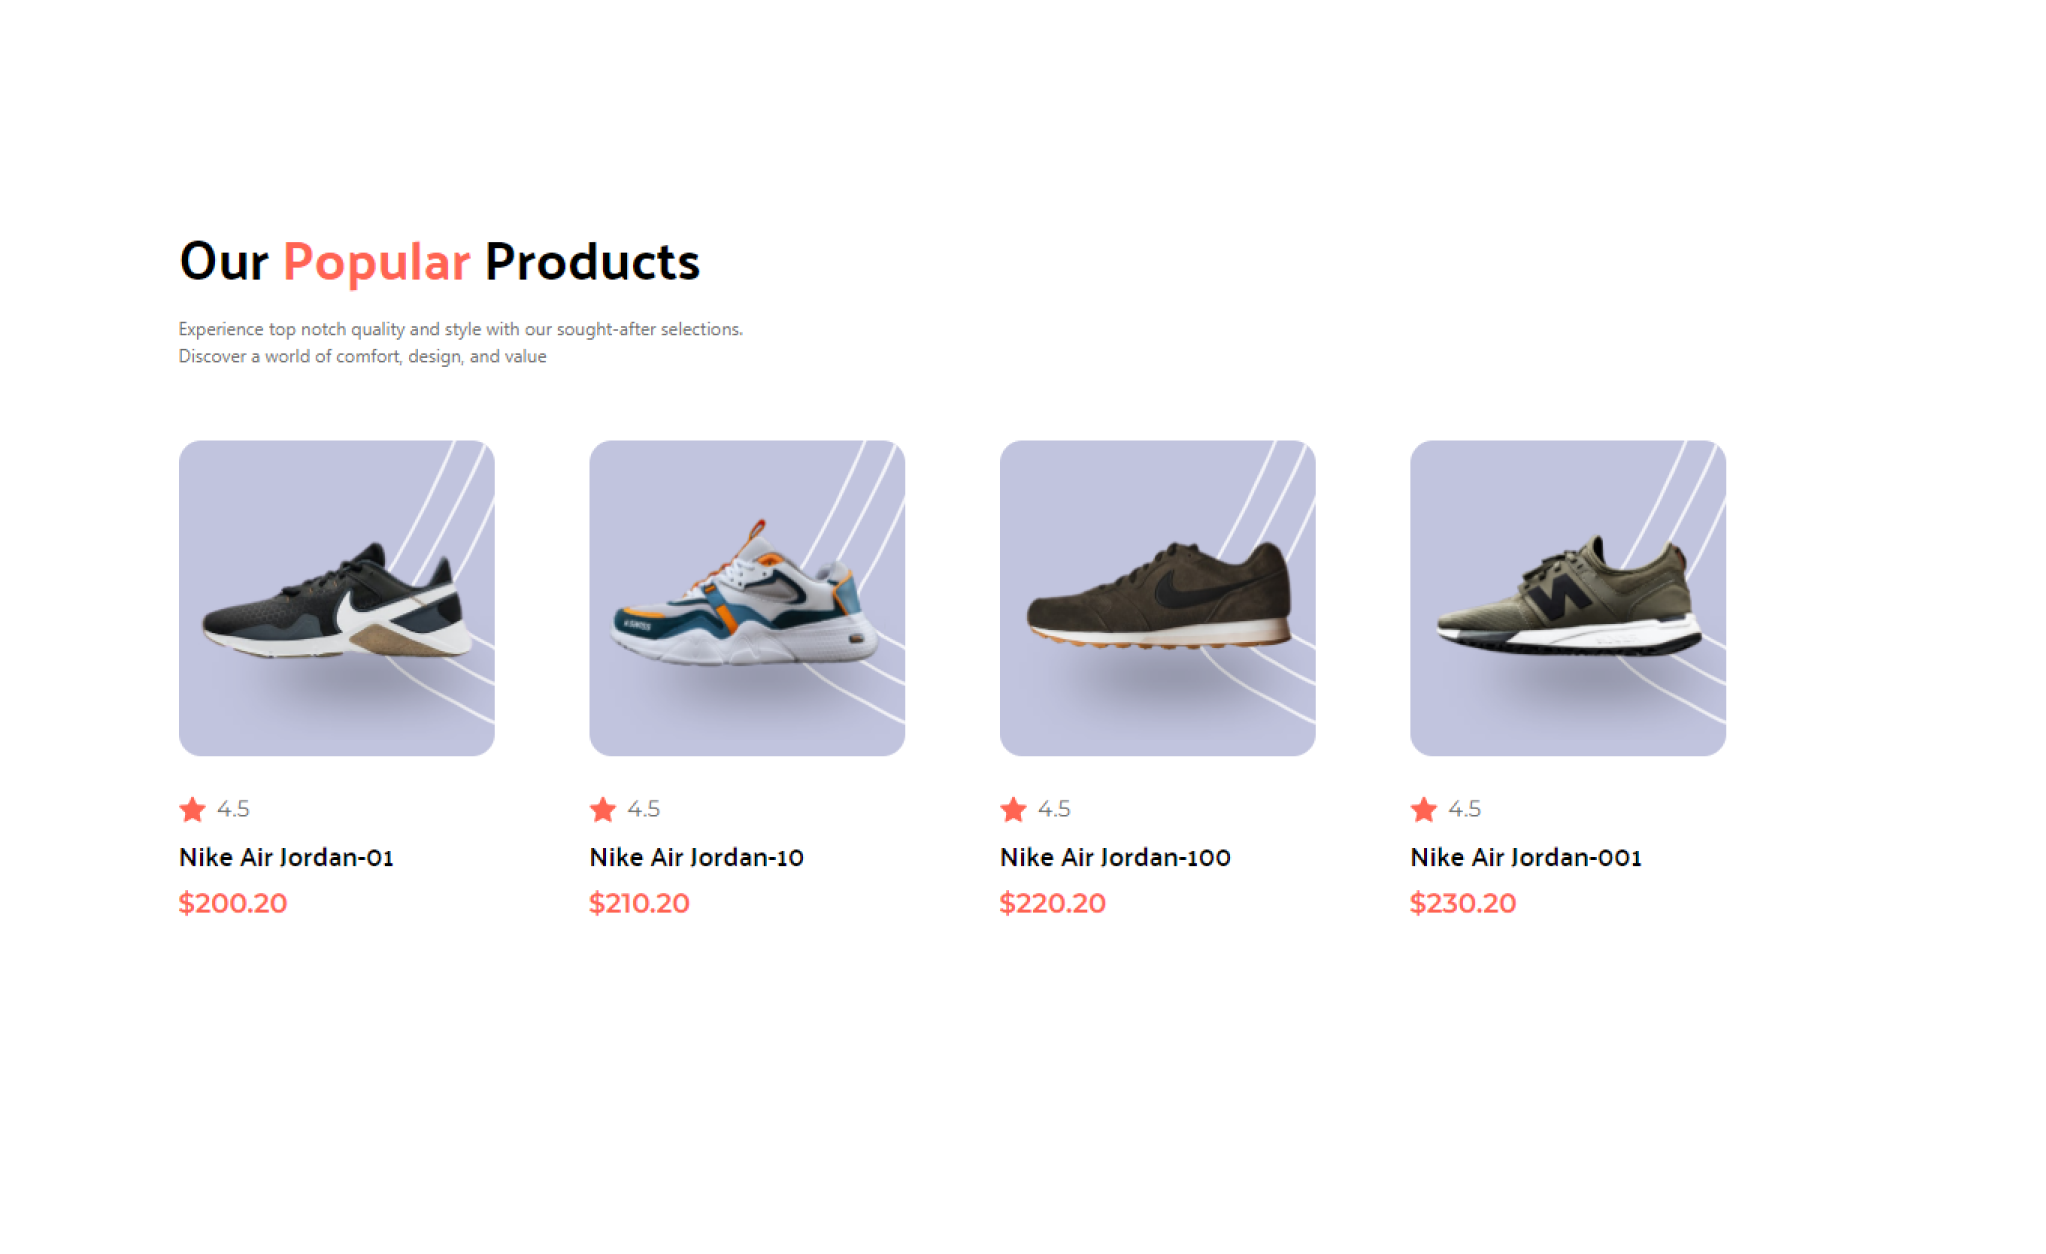 Our Popular Products
Experience top notch quality and style with our sought-after selections.
Discover a world of comfort, design, and value
K·SWISS
N
4.5
4.5
4.5
4.5
Nike Air Jordan-01
Nike Air Jordan-10
Nike Air Jordan-100
Nike Air Jordan-001
$200.20
$210.20
$220.20
$230.20